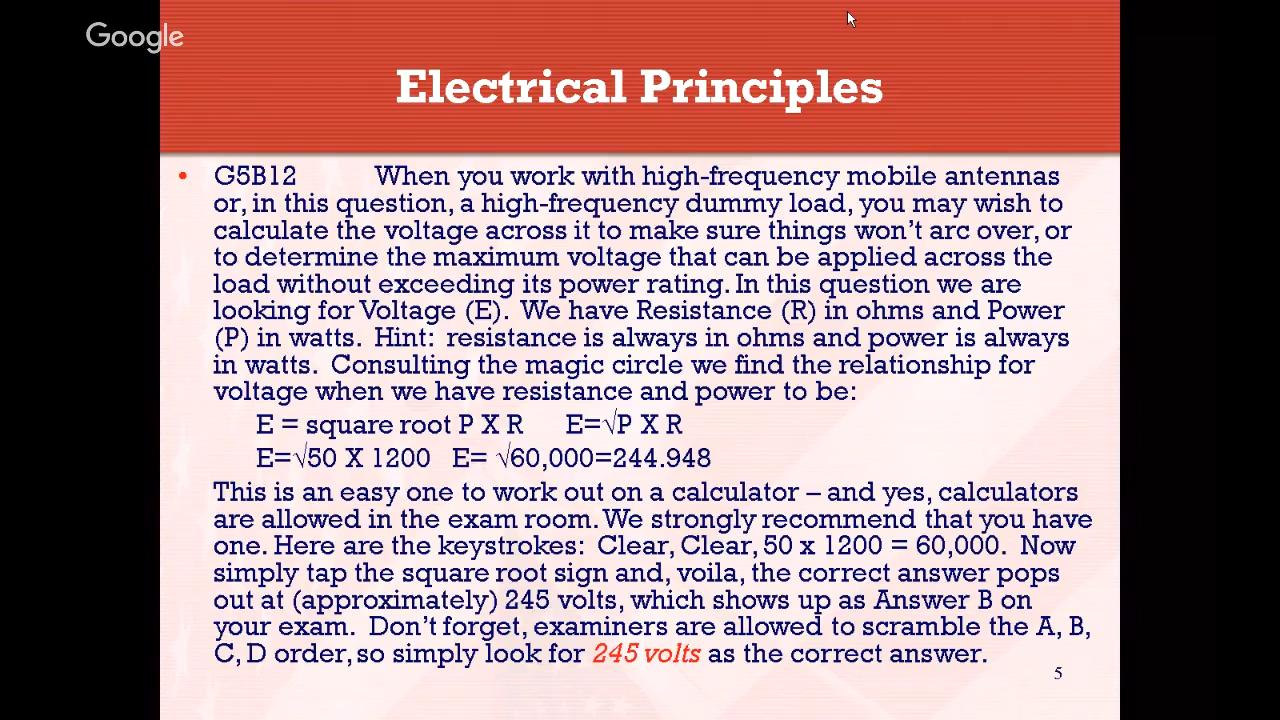 Google
Electrical Principles
• G5B12 When you work with high-frequency mobile antennas
or, in this question, a high-frequency dummy load, you may wish to
calculate the voltage across it to make sure things won’t arc over, or
to determine the maximum voltage that can be applied across the
load without exceeding its power rating. In this question we are
looking for Voltage (E). We have Resistance (R) in ohms and Power
(P) in watts. Hint: resistance is always in ohms and power is always
in watts. Consulting the magic circle we find the relationship for
voltage when we have resistance and power to be:
E = square root P X R E=√P X R
E=√50 X 1200 E= √60,000=244.948
This is an easy one to work out on a calculator – and yes, calculators
are allowed in the exam room. We strongly recommend that you have
one. Here are the keystrokes: Clear, Clear, 50 x 1200 = 60,000. Now
simply tap the square root sign and, voila, the correct answer pops
out at (approximately) 245 volts, which shows up as Answer B on
your exam. Don’t forget, examiners are allowed to scramble the A, B,
C, D order, so simply look for 245 volts as the correct answer.
5